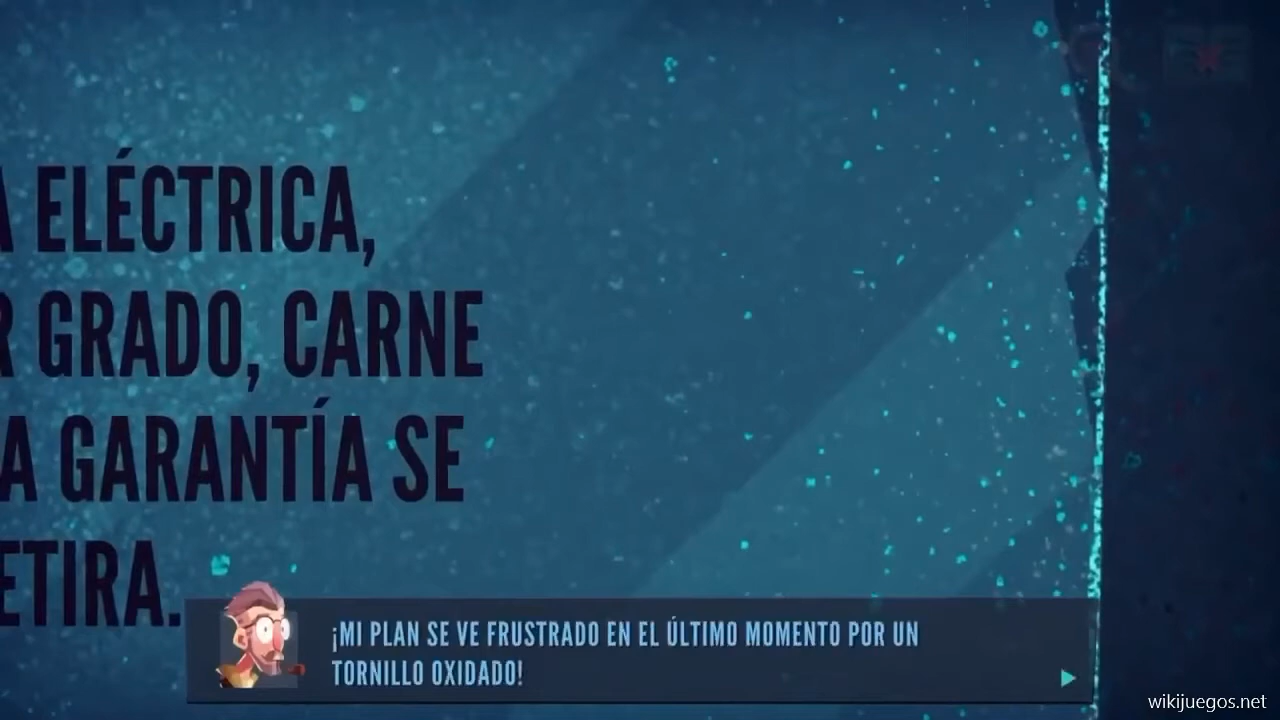 A ELÉCTRICA,
R GRADO, CARNE
A GARANTÍA SE
ETIRA.
¡MI PLAN SE VE FRUSTRADO EN EL ÚLTIMO MOMENTO POR UN
TORNILLO OXIDADO!
wikijuegos.net